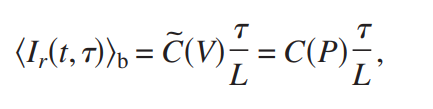 ⟨I_r(t, τ)⟩_b = C̃(V) τ/L = C(P) τ/L,